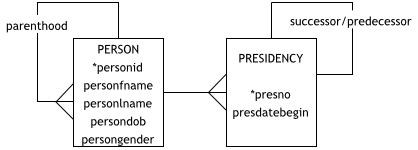 parenthood
successor/predecessor
PERSON
*personid
personfname
personlname
persondob
persongender
PRESIDENCY
*presno
presdatebegin